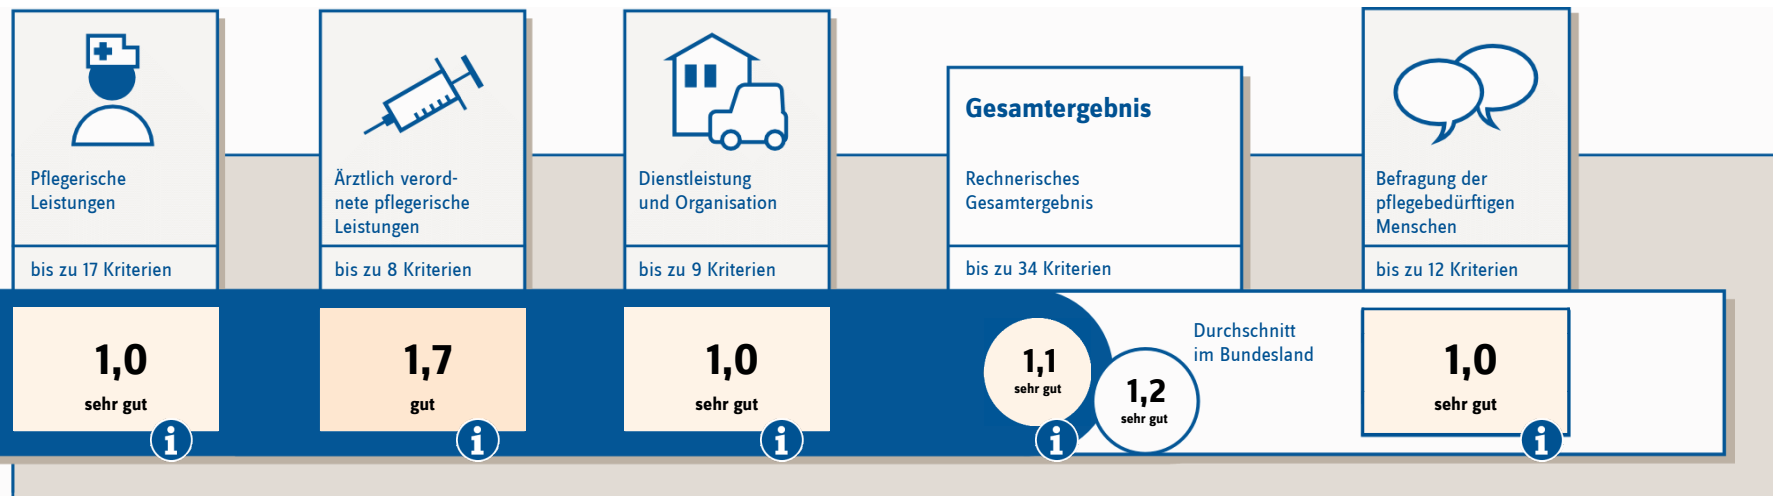 Pflegerische
Leistungen
bis zu 17 Kriterien
1,0
sehr gut
i
Ärztlich verord-
nete pflegerische
Leistungen
bis zu 8 Kriterien
1,7
gut
i
Dienstleistung
und Organisation
bis zu 9 Kriterien
1,0
sehr gut
i
Gesamtergebnis
Rechnerisches
Gesamtergebnis
bis zu 34 Kriterien
1,1
sehr gut
i
1,2
sehr gut
Durchschnitt
im Bundesland
Befragung der
pflegebedürftigen
Menschen
bis zu 12 Kriterien
1,0
sehr gut
i